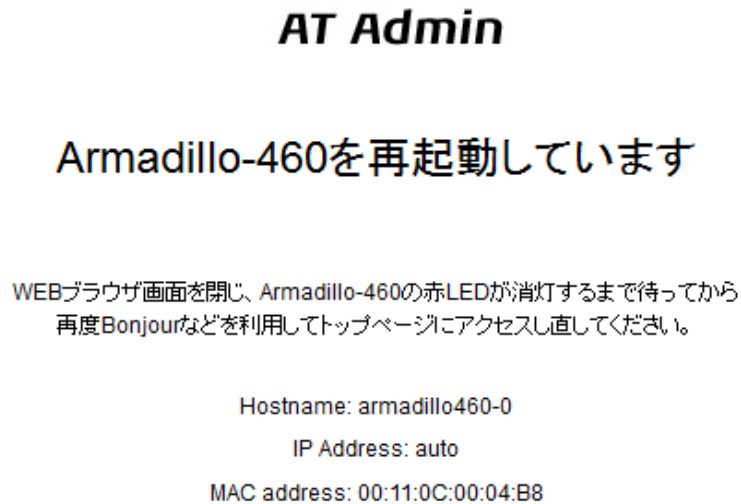 AT Admin
Armadillo-460を再起動しています
WEBブラウザ画面を閉じ、Armadillo-460の赤LEDが消灯するまで待ってから
再度Bonjourなどを利用してトップページにアクセスし直してください。
Hostname: armadillo460-0
IP Address: auto
MAC address: 00:11:0C:00:04:B8